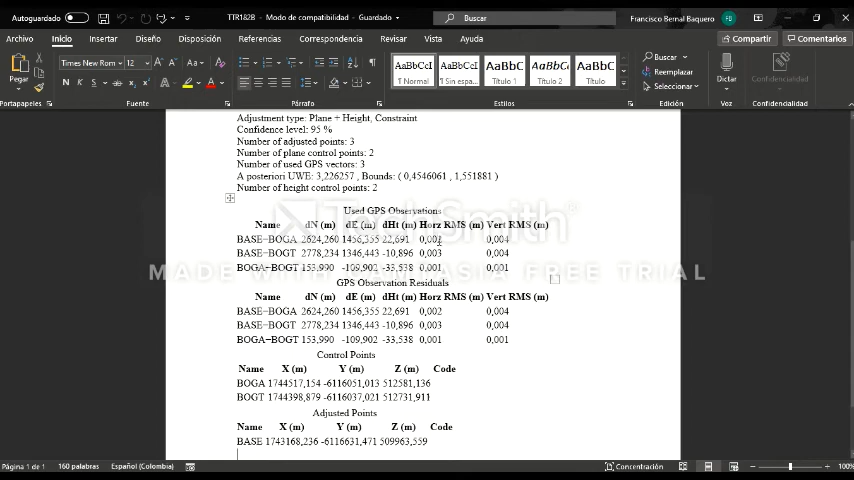 Autoguardado TTR182B - Modo de compatibilidad - Guardado Buscar Francisco Bernal Baquero FB
Archivo Inicio Insertar Dibujar Diseño Disposición Referencias Correspondencia Revisar Vista Ayuda Compartir Comentarios
Times New Rom 12 AaBbCcI AaBbCcI AaBbC AaBbCc AaBbC Buscar
Pegar N K S ¶ Normal ¶ Sin espa... Título 1 Título 2 Título Reemplazar Dictar Confidencialidad
Seleccionar
Portapapeles Fuente Párrafo Estilos Edición Voz Confidencialidad
Adjustment type: Plane + Height, Constraint
Confidence level: 95 %
Number of adjusted points: 3
Number of plane control points: 2
Number of used GPS vectors: 3
A posteriori UWE: 3,226257 , Bounds: ( 0,4546061 , 1,551881 )
Number of height control points: 2
Used GPS Observations
Name dN (m) dE (m) dHt (m) Horz RMS (m) Vert RMS (m)
BASE−BOGA 2624,260 1456,355 22,691 0,002 0,004
BASE−BOGT 2778,234 1346,443 -10,896 0,003 0,004
BOGA−BOGT 153,990 -109,902 -33,538 0,001 0,001
GPS Observation Residuals
Name dN (m) dE (m) dHt (m) Horz RMS (m) Vert RMS (m)
BASE−BOGA 2624,260 1456,355 22,691 0,002 0,004
BASE−BOGT 2778,234 1346,443 -10,896 0,003 0,004
BOGA−BOGT 153,990 -109,902 -33,538 0,001 0,001
Control Points
Name X (m) Y (m) Z (m) Code
BOGA 1744517,154 -6116051,013 512581,136
BOGT 1744398,879 -6116037,021 512731,911
Adjusted Points
Name X (m) Y (m) Z (m) Code
BASE 1743168,236 -6116631,471 509963,559
TechSmith
MADE WITH CAMTASIA FREE TRIAL
Página 1 de 1 160 palabras Español (Colombia) Concentración 100%